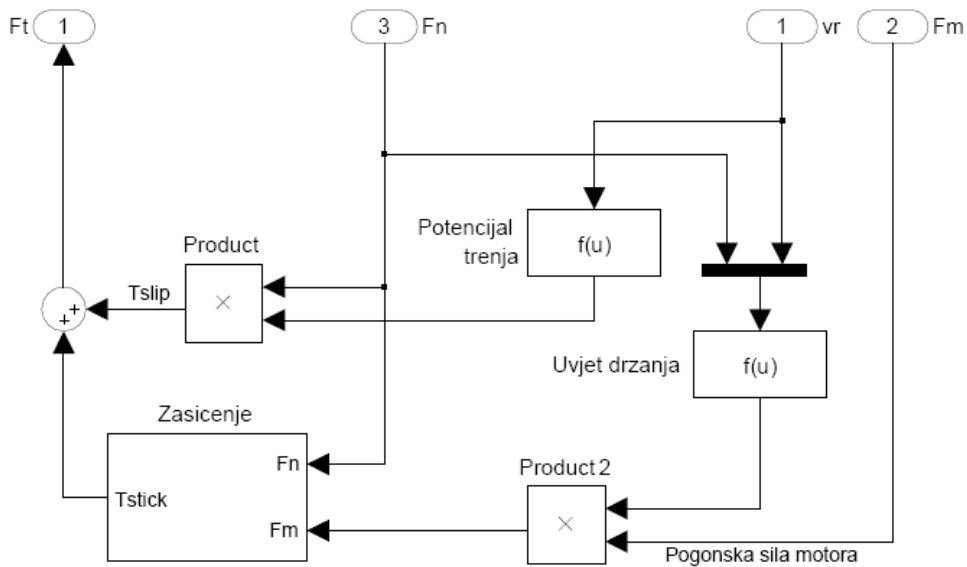 Ft 1
3 Fn
1 vr
2 Fm
Potencijal
trenja
f(u)
Product
×
Tslip
+
+
Uvjet drzanja
f(u)
Zasicenje
Fn
Tstick
Fm
Product 2
×
Pogonska sila motora